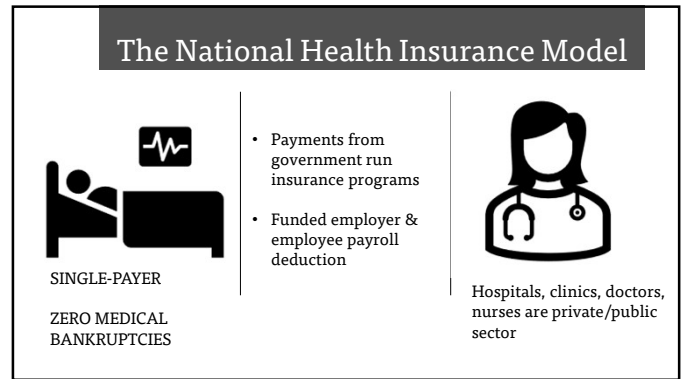 The National Health Insurance Model
SINGLE-PAYER
ZERO MEDICAL
BANKRUPTCIES
• Payments from
government run
insurance programs
• Funded employer &
employee payroll
deduction
Hospitals, clinics, doctors,
nurses are private/public
sector